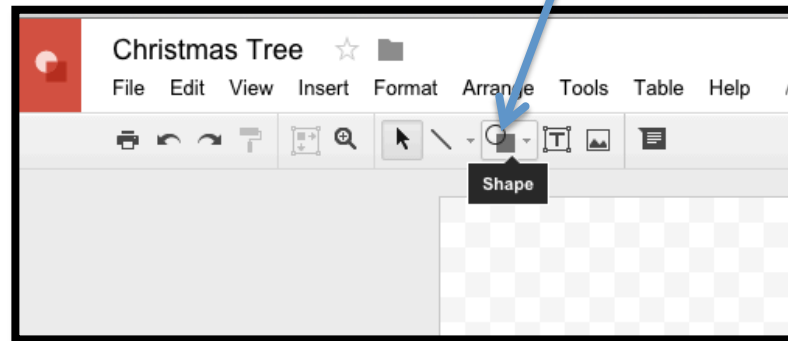 Christmas Tree
File Edit View Insert Format Arrange Tools Table Help
T
Shape